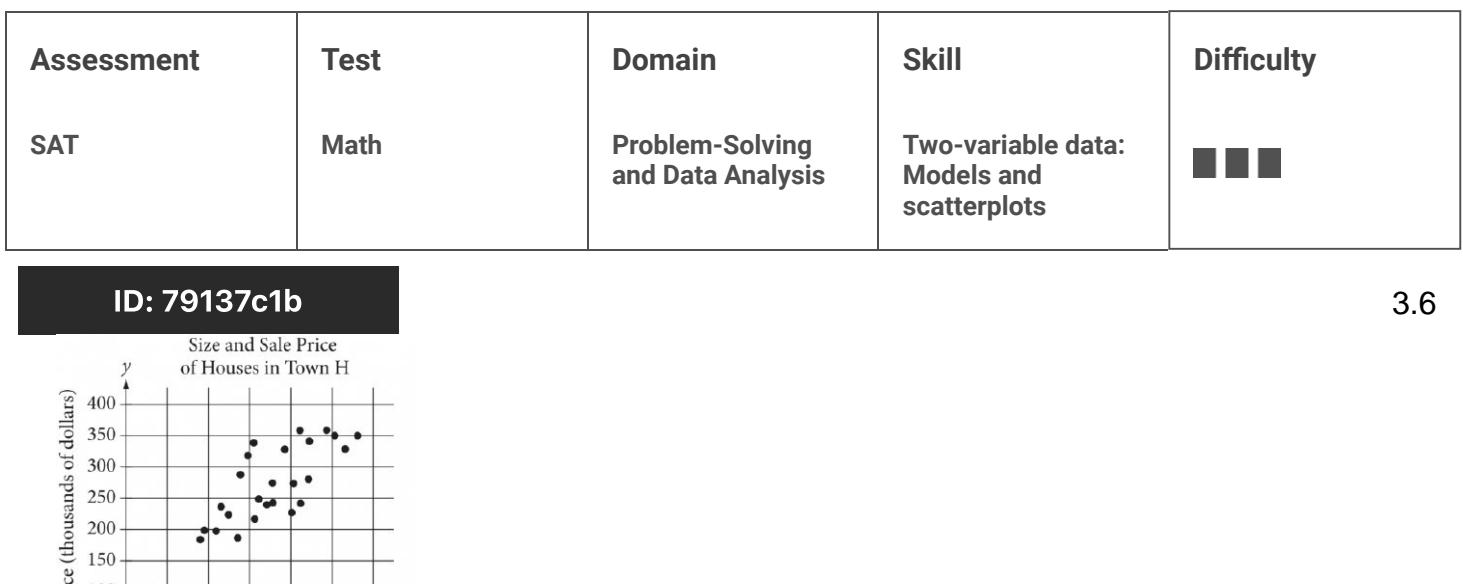 Assessment
Test
Domain
Skill
Difficulty
SAT
Math
Problem-Solving
and Data Analysis
Two-variable data:
Models and
scatterplots
ID: 79137c1b
3.6
Size and Sale Price
of Houses in Town H
y
400
350
300
250
200
150
(thousands of dollars)